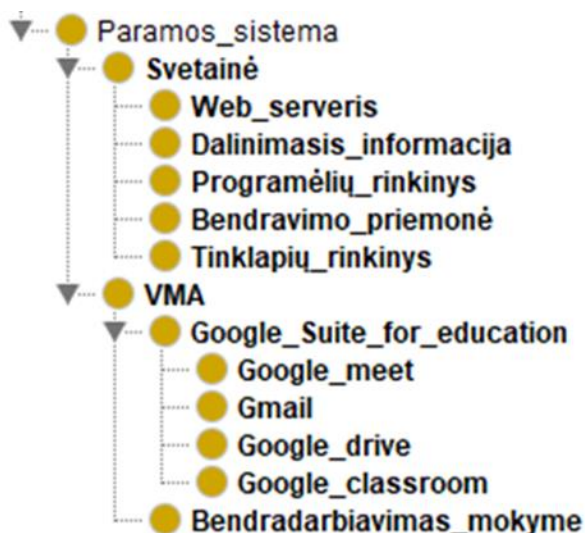 Paramos_sistema
Svetainė
Web_serveris
Dalinimasis_informacija
Programėlių_rinkinys
Bendravimo_priemonė
Tinklapių_rinkinys
VMA
Google_Suite_for_education
Google_meet
Gmail
Google_drive
Google_classroom
Bendradarbiavimas_mokyme